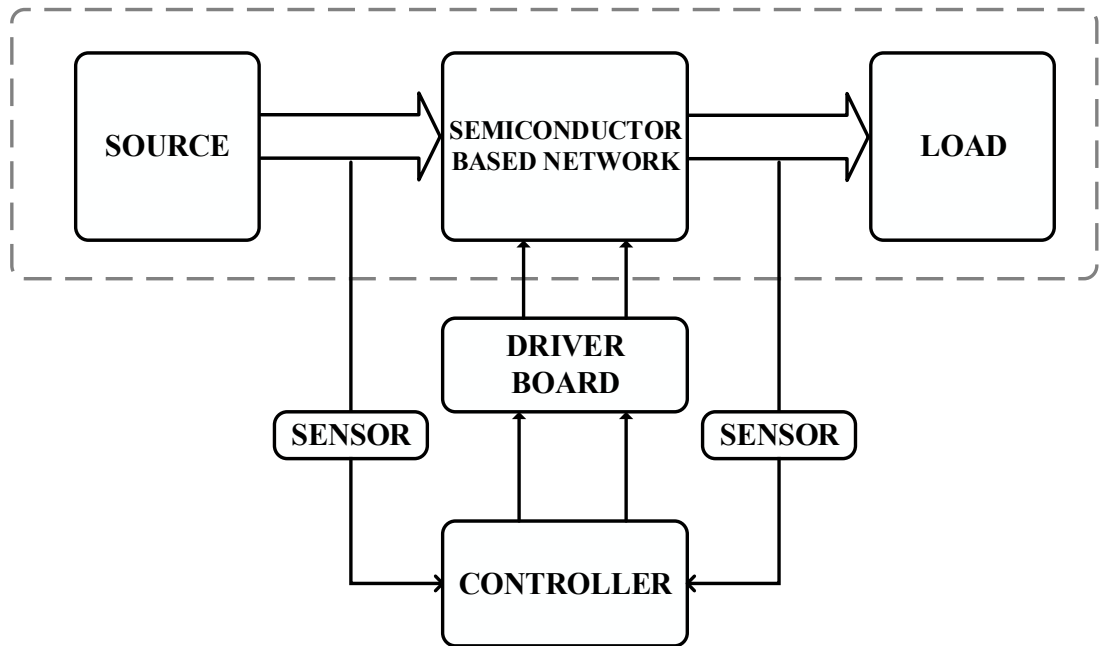 SOURCE
SEMICONDUCTOR
BASED NETWORK
LOAD
DRIVER
BOARD
SENSOR
SENSOR
CONTROLLER